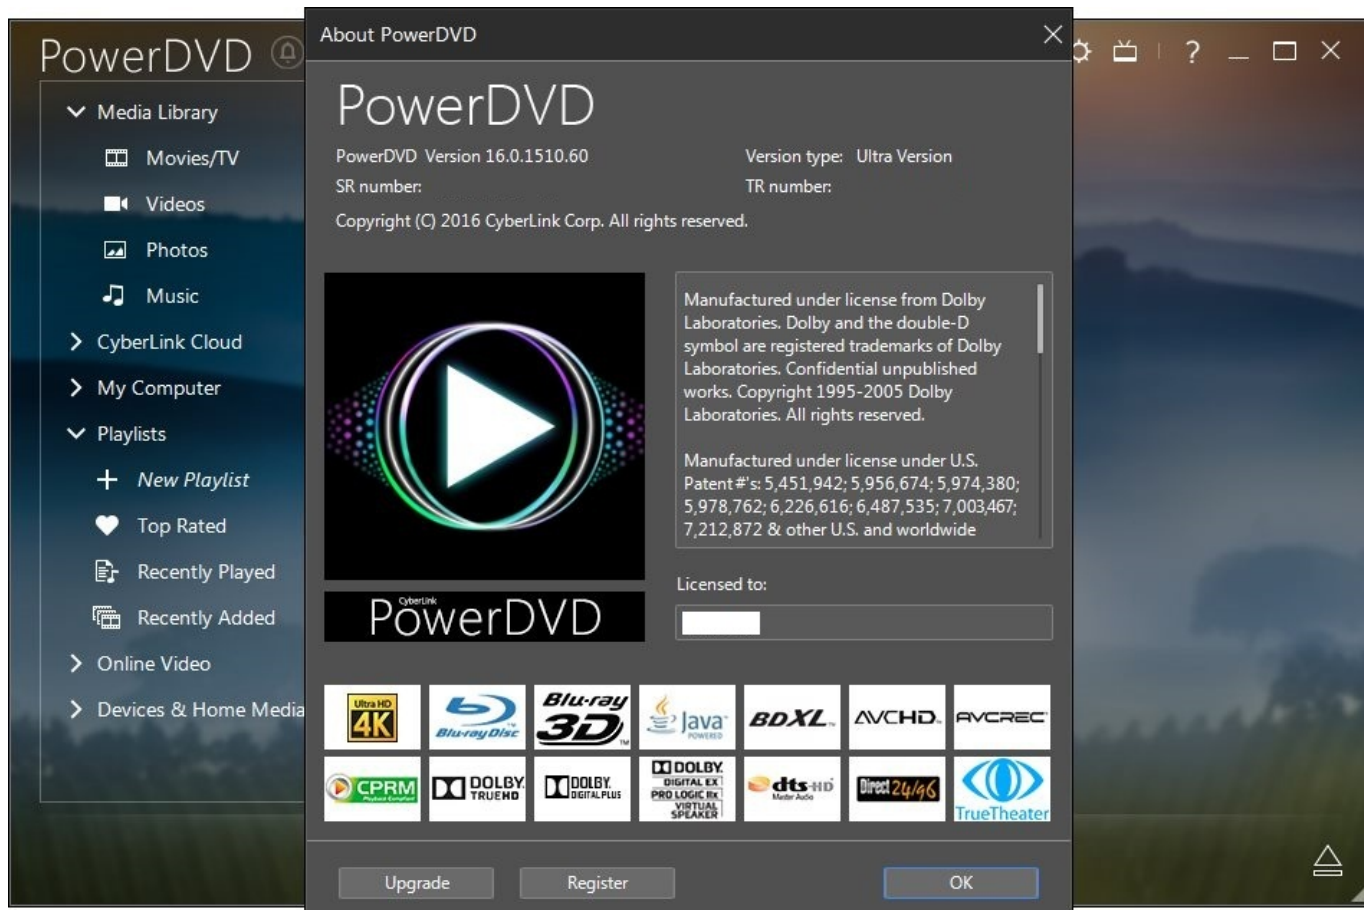 PowerDVD
Media Library
Movies/TV
Videos
Photos
Music
CyberLink Cloud
My Computer
Playlists
New Playlist
Top Rated
Recently Played
Recently Added
Online Video
Devices & Home Media
?
About PowerDVD
PowerDVD
PowerDVD Version 16.0.1510.60
Version type: Ultra Version
SR number:
TR number:
Copyright (C) 2016 CyberLink Corp. All rights reserved.
Manufactured under license from Dolby
Laboratories. Dolby and the double-D
symbol are registered trademarks of Dolby
Laboratories. Confidential unpublished
works. Copyright 1995-2005 Dolby
Laboratories. All rights reserved.
Manufactured under license under U.S.
Patent #'s: 5,451,942; 5,956,674; 5,974,380;
5,978,762; 6,226,616; 6,487,535; 7,003,467;
7,212,872 & other U.S. and worldwide
CyberLink
PowerDVD
Licensed to:
Ultra HD
4K
Blu-ray Disc
Blu-ray
3D
Java
POWERED
BDXL
AVCHD
AVCREC
CPRM
Playback Compliant
DOLBY
TRUEHD
DOLBY
DIGITAL PLUS
DOLBY
DIGITAL EX
PRO LOGIC IIx
VIRTUAL
SPEAKER
dts-HD
Master Audio
Direct 24/96
TrueTheater
Upgrade
Register
OK